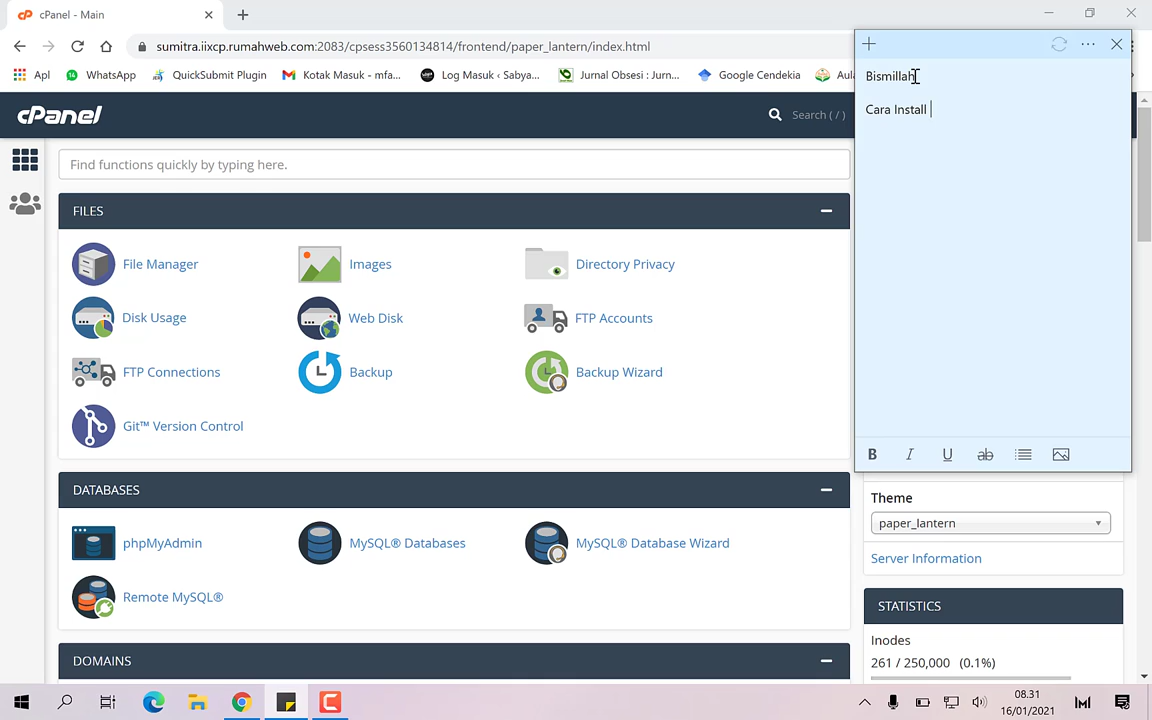 cPanel - Main
sumitra.iixcp.rumahweb.com:2083/cpsess3560134814/frontend/paper_lantern/index.html
Apl WhatsApp QuickSubmit Plugin Kotak Masuk - mfa... Log Masuk ‹ Sabya... Jurnal Obsesi : Jurn... Google Cendekia Aula
cPanel
Search ( / )
Bismillah
Cara Install
Find functions quickly by typing here.
FILES
File Manager Images Directory Privacy
Disk Usage Web Disk FTP Accounts
FTP Connections Backup Backup Wizard
Git™ Version Control
B I U ab
DATABASES
phpMyAdmin MySQL® Databases MySQL® Database Wizard
Remote MySQL®
DOMAINS
Theme
paper_lantern
Server Information
STATISTICS
Inodes
261 / 250,000 (0.1%)
08.31
16/01/2021